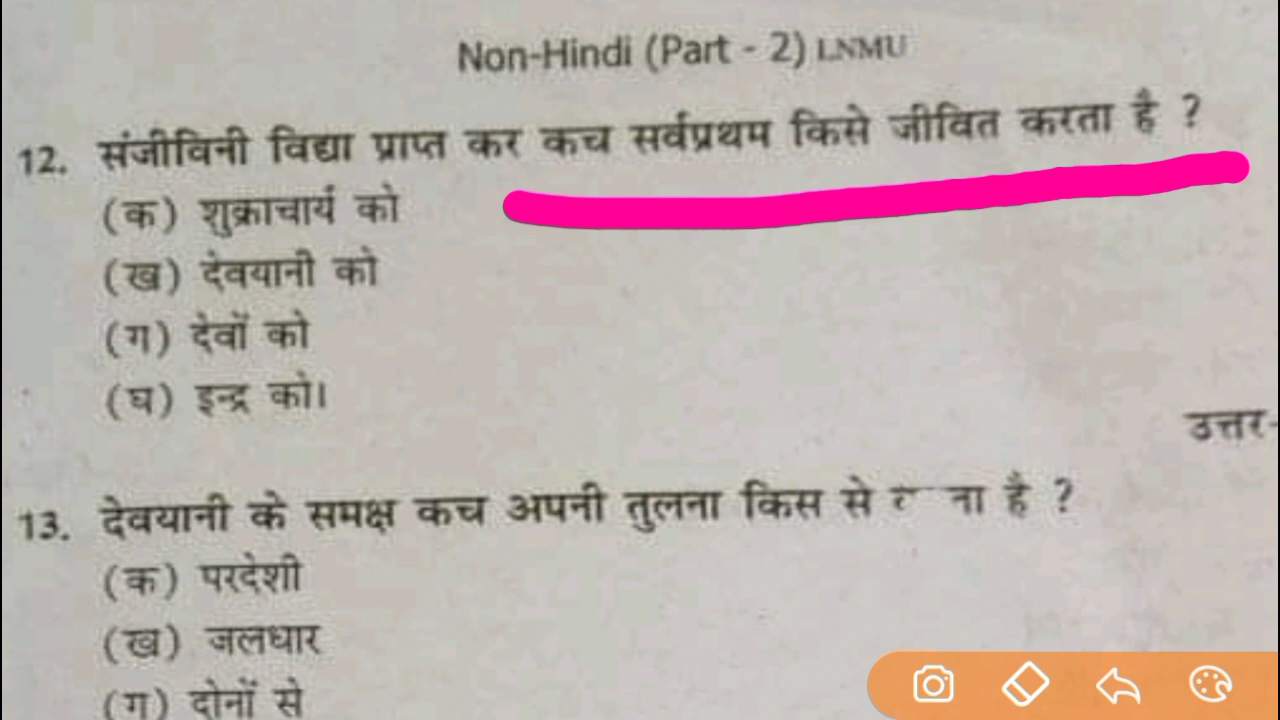 Non-Hindi (Part - 2) LNMU
12. संजीविनी विद्या प्राप्त कर कच सर्वप्रथम किसे जीवित करता है ?
(क) शुक्राचार्य को
(ख) देवयानी को
(ग) देवों को
(घ) इन्द्र को।
उत्तर-
13. देवयानी के समक्ष कच अपनी तुलना किस से है ?
(क) परदेशी
(ख) जलधार
(ग) दोनों से